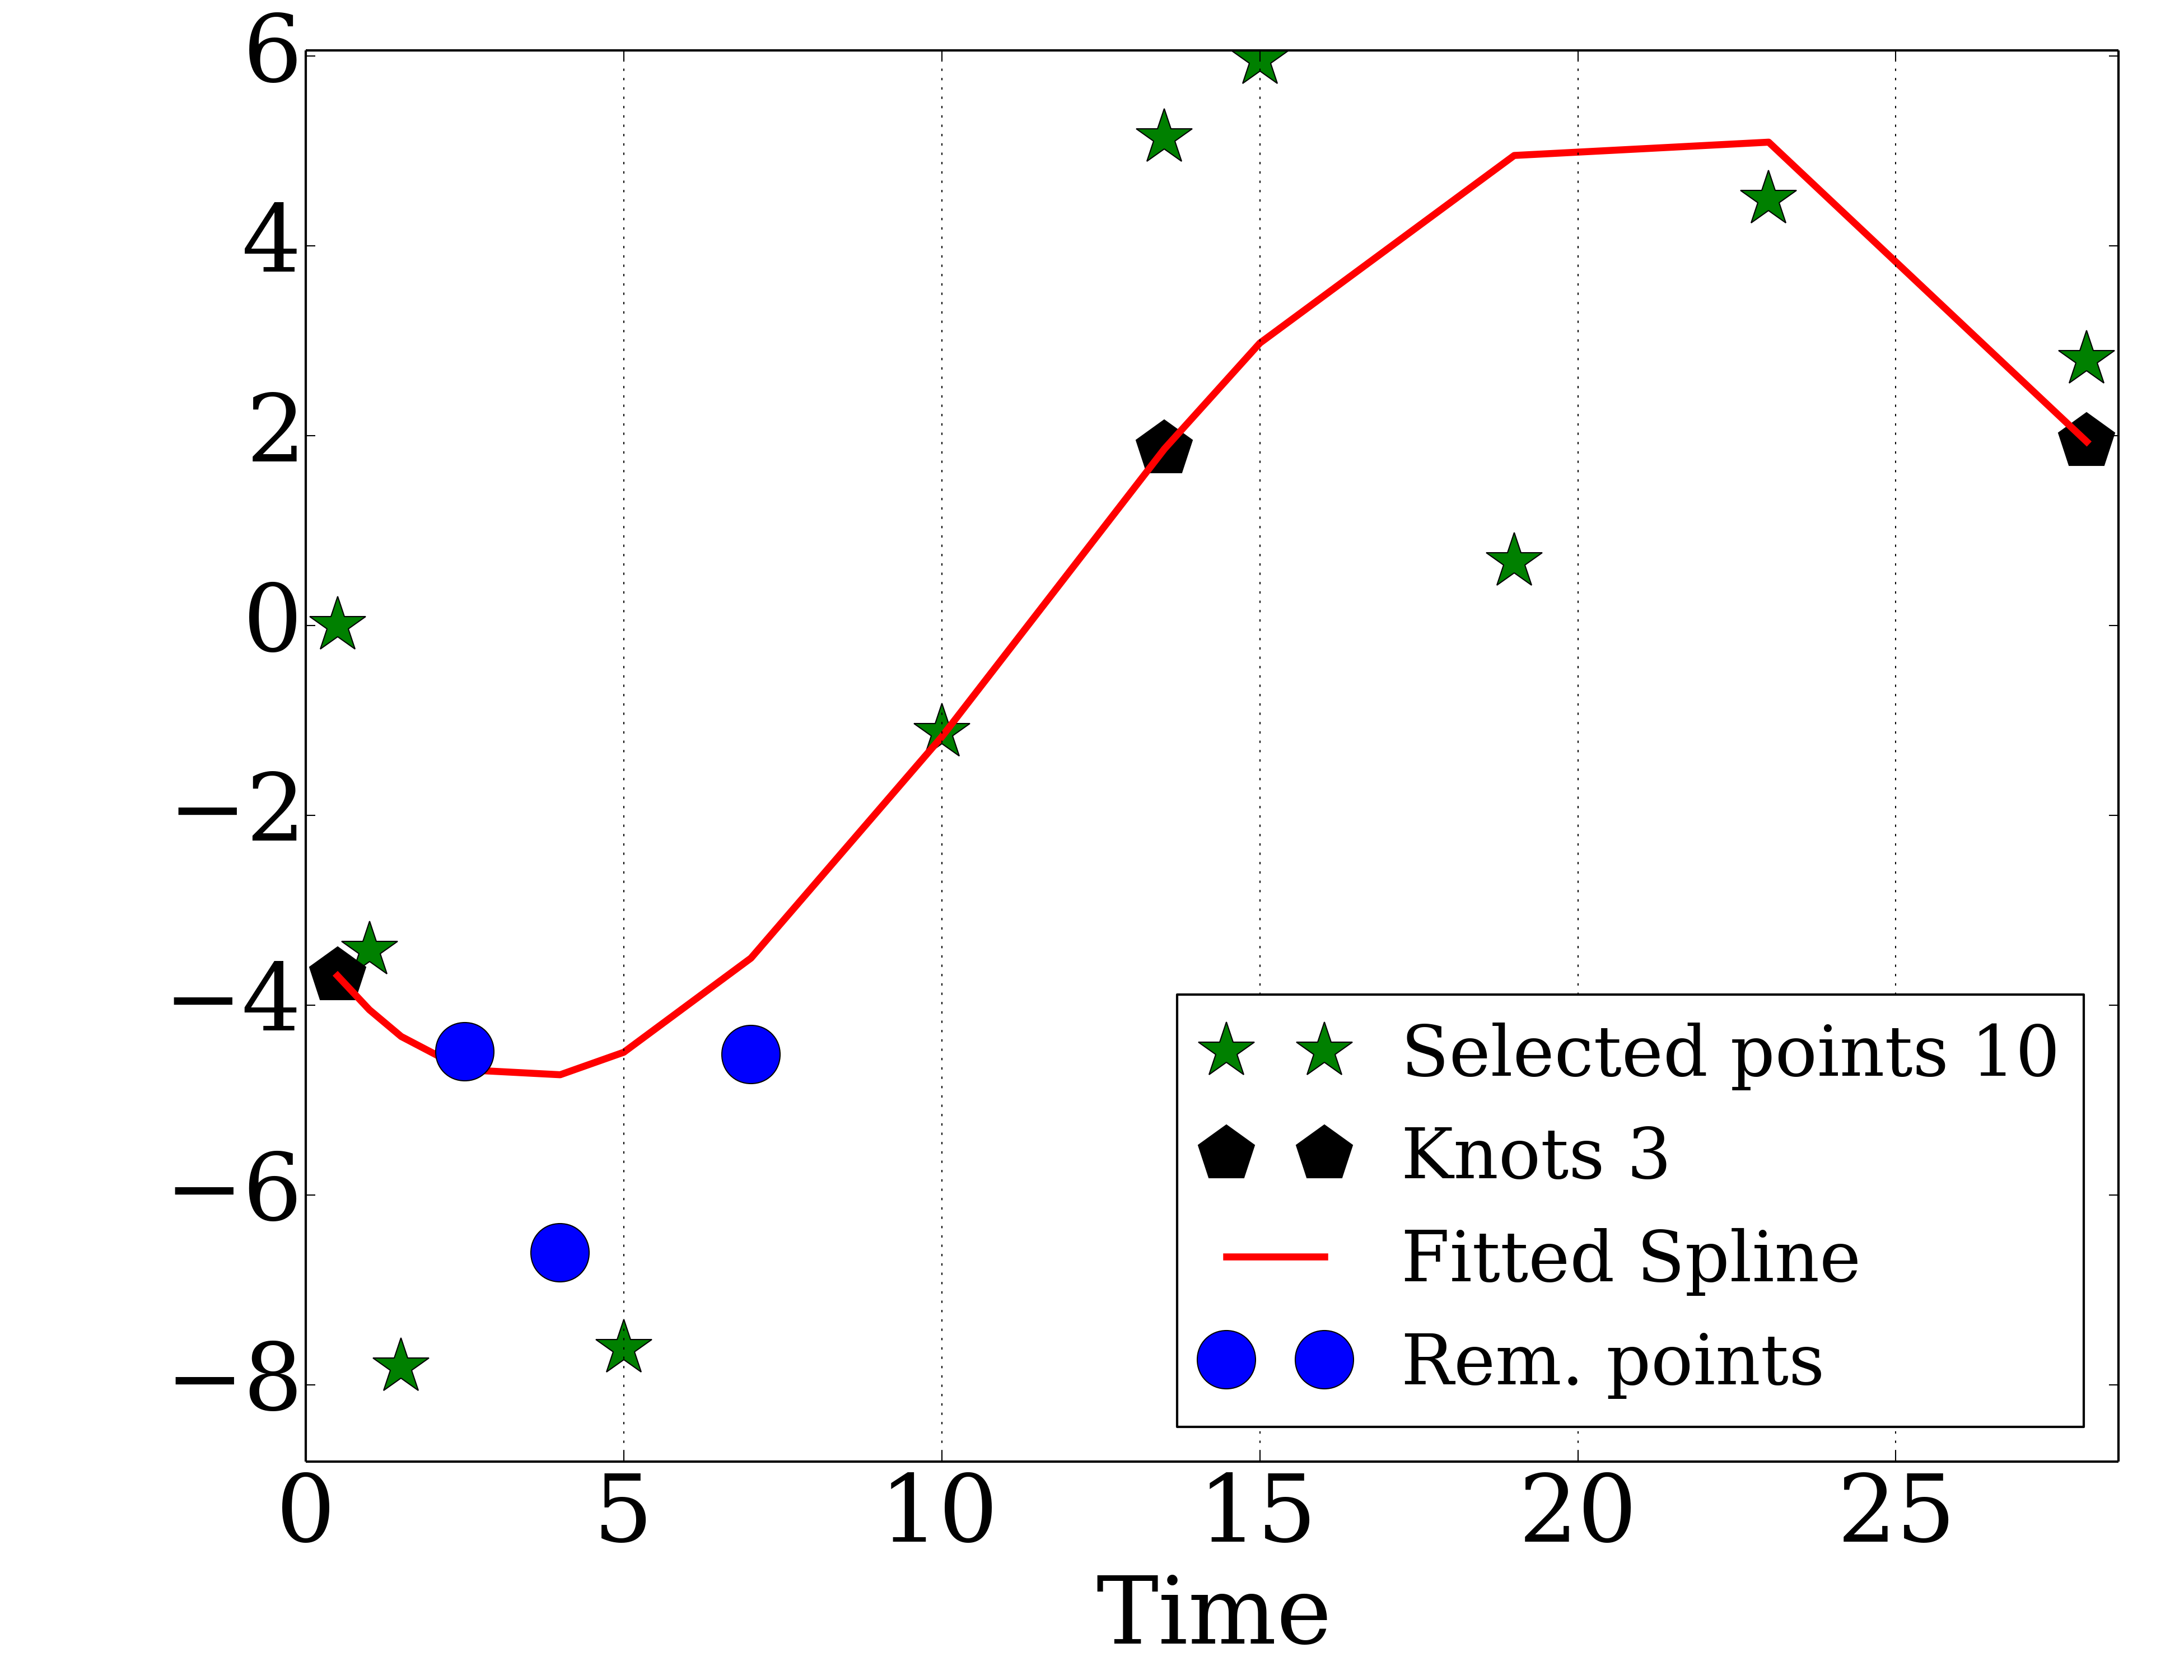 6
4
2
0
−2
−4
−6
−8
Selected points 10
Knots 3
Fitted Spline
Rem. points
0 5 10 15 20 25
Time